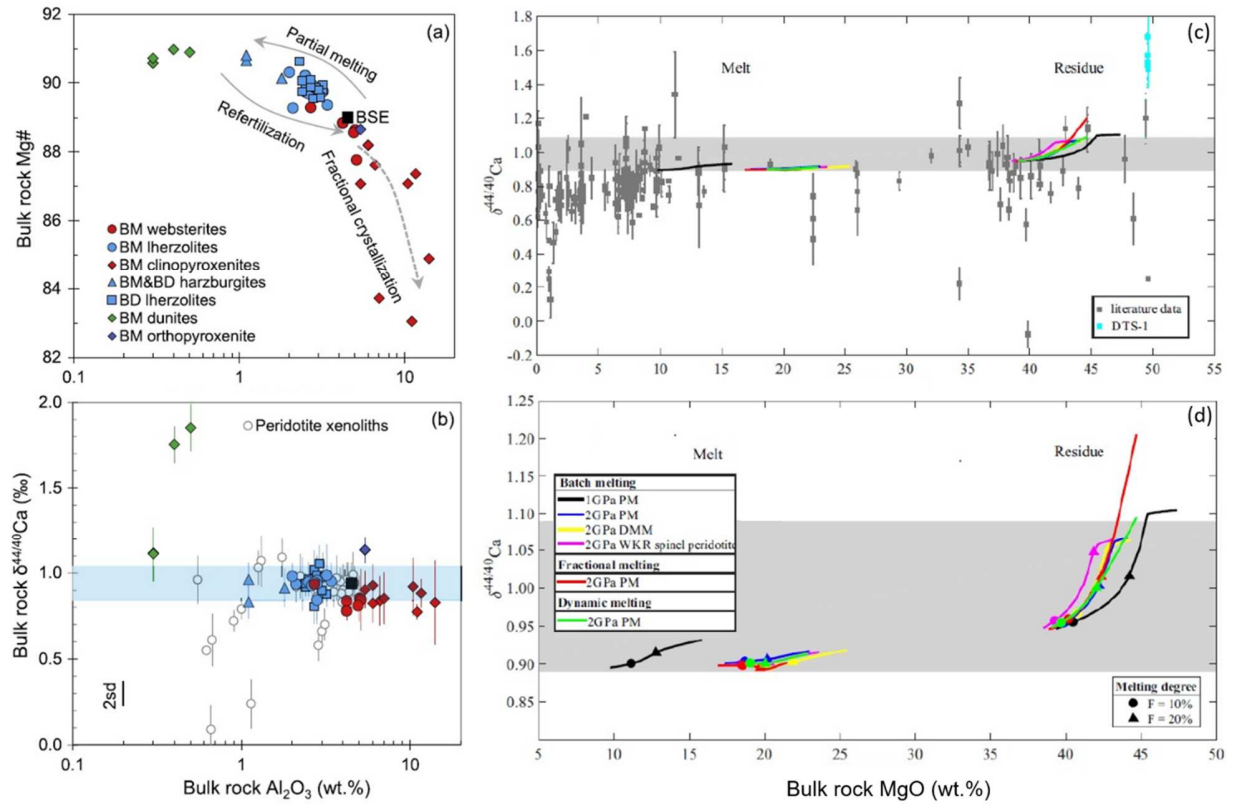 (a)
92
90
88
86
84
82
Bulk rock Mg#
Partial melting
Refertilization
BSE
Fractional crystallization
BM websterites
BM lherzolites
BM clinopyroxenites
BM&BD harzburgites
BD lherzolites
BM dunites
BM orthopyroxenite
0.1 1 10
(b)
2.0
1.5
1.0
0.5
0.0
Bulk rock δ44/40Ca (‰)
Peridotite xenoliths
2sd
0.1 1 10
Bulk rock Al2O3 (wt.%)
(c)
1.8
1.6
1.4
1.2
1.0
0.8
0.6
0.4
0.2
0.0
-0.2
δ44/40Ca
Melt Residue
literature data
DTS-1
0 5 10 15 20 25 30 35 40 45 50 55
(d)
1.25
1.20
1.15
1.10
1.05
1.00
0.95
0.90
0.85
δ44/40Ca
Melt Residue
Batch melting
1GPa PM
2GPa PM
2GPa DMM
2GPa WKR spinel peridotite
Fractional melting
2GPa PM
Dynamic melting
2GPa PM
Melting degree
F = 10%
F = 20%
5 10 15 20 25 30 35 40 45 50
Bulk rock MgO (wt.%)